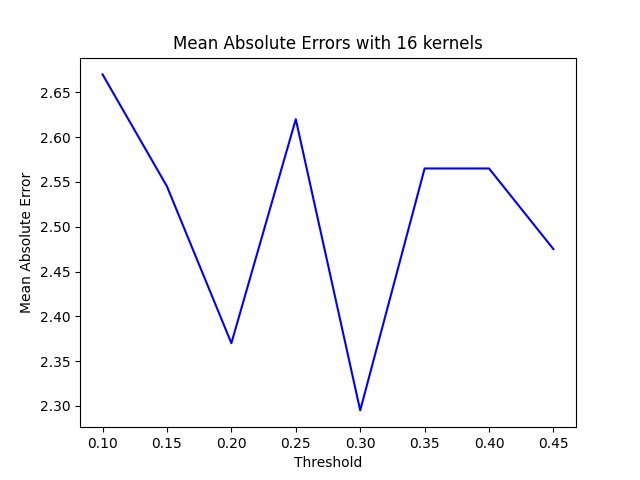 Mean Absolute Errors with 16 kernels
Mean Absolute Error
2.65
2.60
2.55
2.50
2.45
2.40
2.35
2.30
0.10 0.15 0.20 0.25 0.30 0.35 0.40 0.45
Threshold